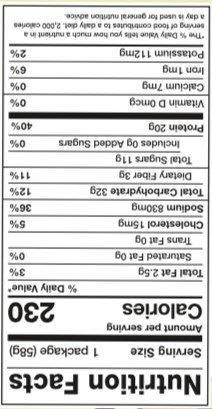 Nutrition Facts
Serving Size 1 package (58g)
Amount per serving
Calories 230
% Daily Value*
Total Fat 2.5g 3%
Saturated Fat 0g 0%
Trans Fat 0g
Cholesterol 15mg 5%
Sodium 830mg 36%
Total Carbohydrate 32g 12%
Dietary Fiber 3g 11%
Total Sugars 11g
Includes 0g Added Sugars 0%
Protein 20g 40%
Vitamin D 0mcg 0%
Calcium 7mg 0%
Iron 1mg 6%
Potassium 112mg 2%
*The % Daily Value tells you how much a nutrient in a
serving of food contributes to a daily diet. 2,000 calories
a day is used for general nutrition advice.